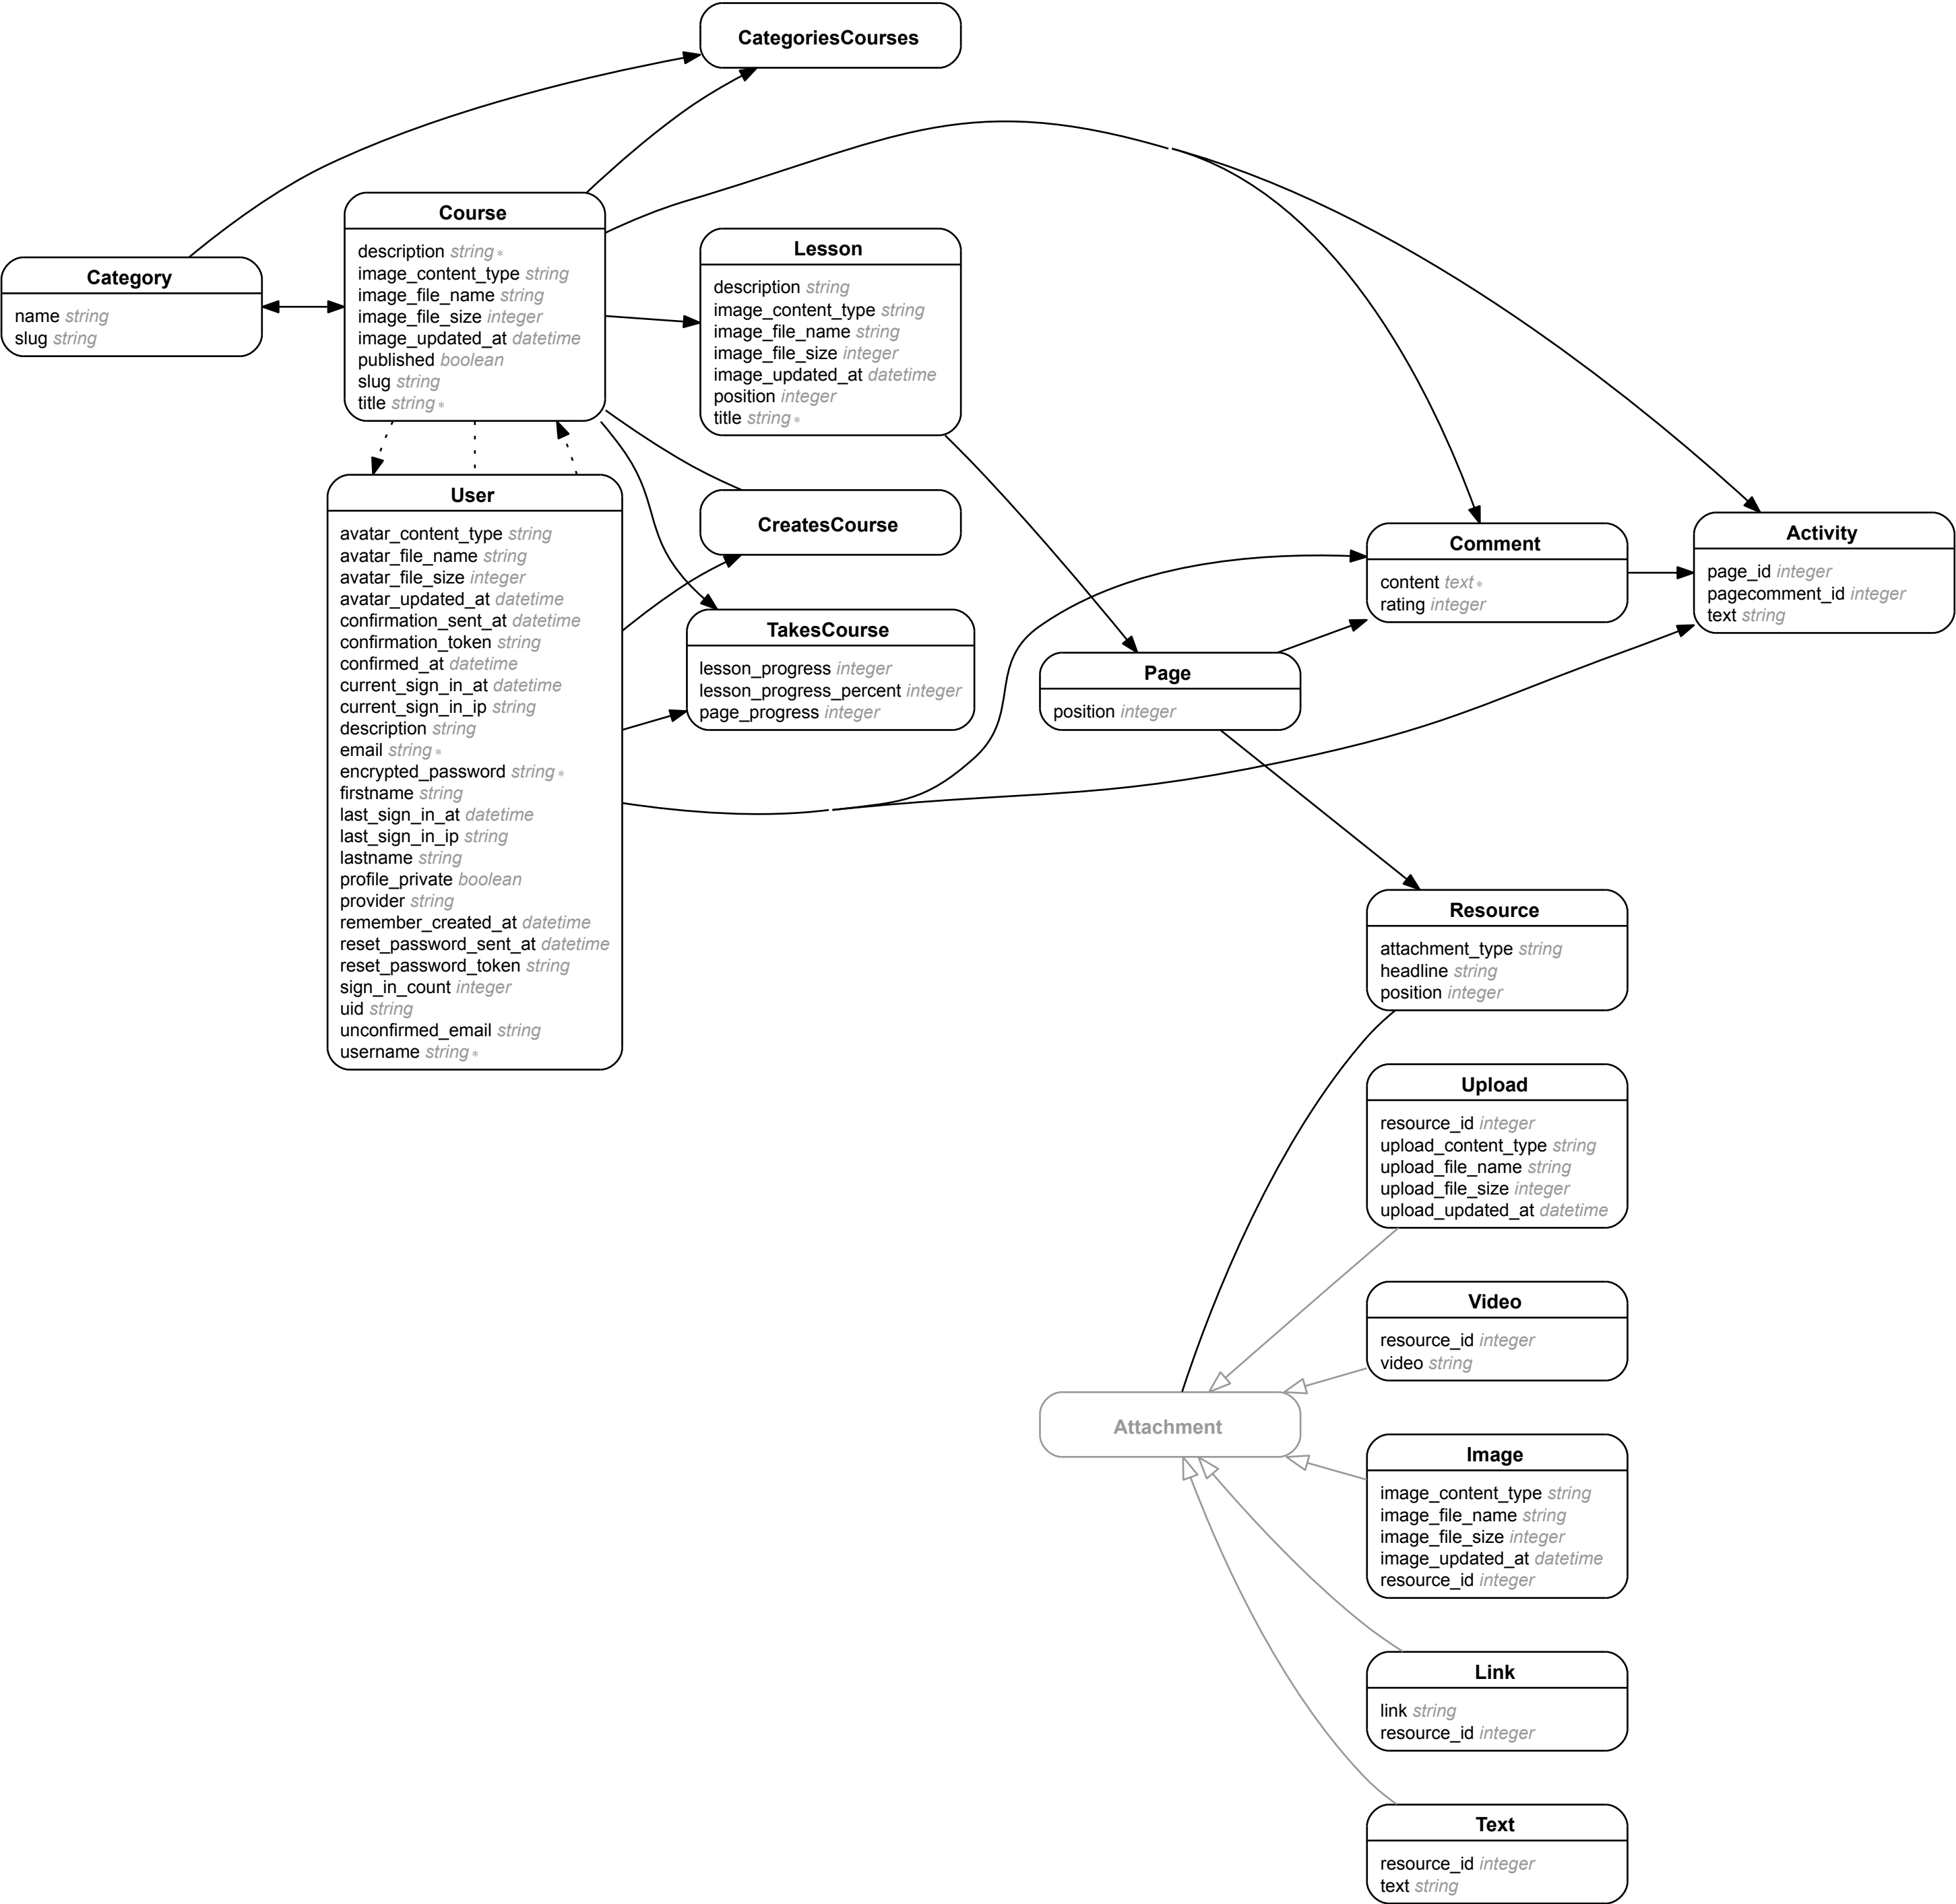 CategoriesCourses
Course
description string *
image_content_type string
image_file_name string
image_file_size integer
image_updated_at datetime
published boolean
slug string
title string *
Category
name string
slug string
Lesson
description string
image_content_type string
image_file_name string
image_file_size integer
image_updated_at datetime
position integer
title string *
User
avatar_content_type string
avatar_file_name string
avatar_file_size integer
avatar_updated_at datetime
confirmation_sent_at datetime
confirmation_token string
confirmed_at datetime
current_sign_in_at datetime
current_sign_in_ip string
description string
email string *
encrypted_password string *
firstname string
last_sign_in_at datetime
last_sign_in_ip string
lastname string
profile_private boolean
provider string
remember_created_at datetime
reset_password_sent_at datetime
reset_password_token string
sign_in_count integer
uid string
unconfirmed_email string
username string *
CreatesCourse
TakesCourse
lesson_progress integer
lesson_progress_percent integer
page_progress integer
Page
position integer
Comment
content text *
rating integer
Activity
page_id integer
pagecomment_id integer
text string
Resource
attachment_type string
headline string
position integer
Upload
resource_id integer
upload_content_type string
upload_file_name string
upload_file_size integer
upload_updated_at datetime
Video
resource_id integer
video string
Attachment
Image
image_content_type string
image_file_name string
image_file_size integer
image_updated_at datetime
resource_id integer
Link
link string
resource_id integer
Text
resource_id integer
text string